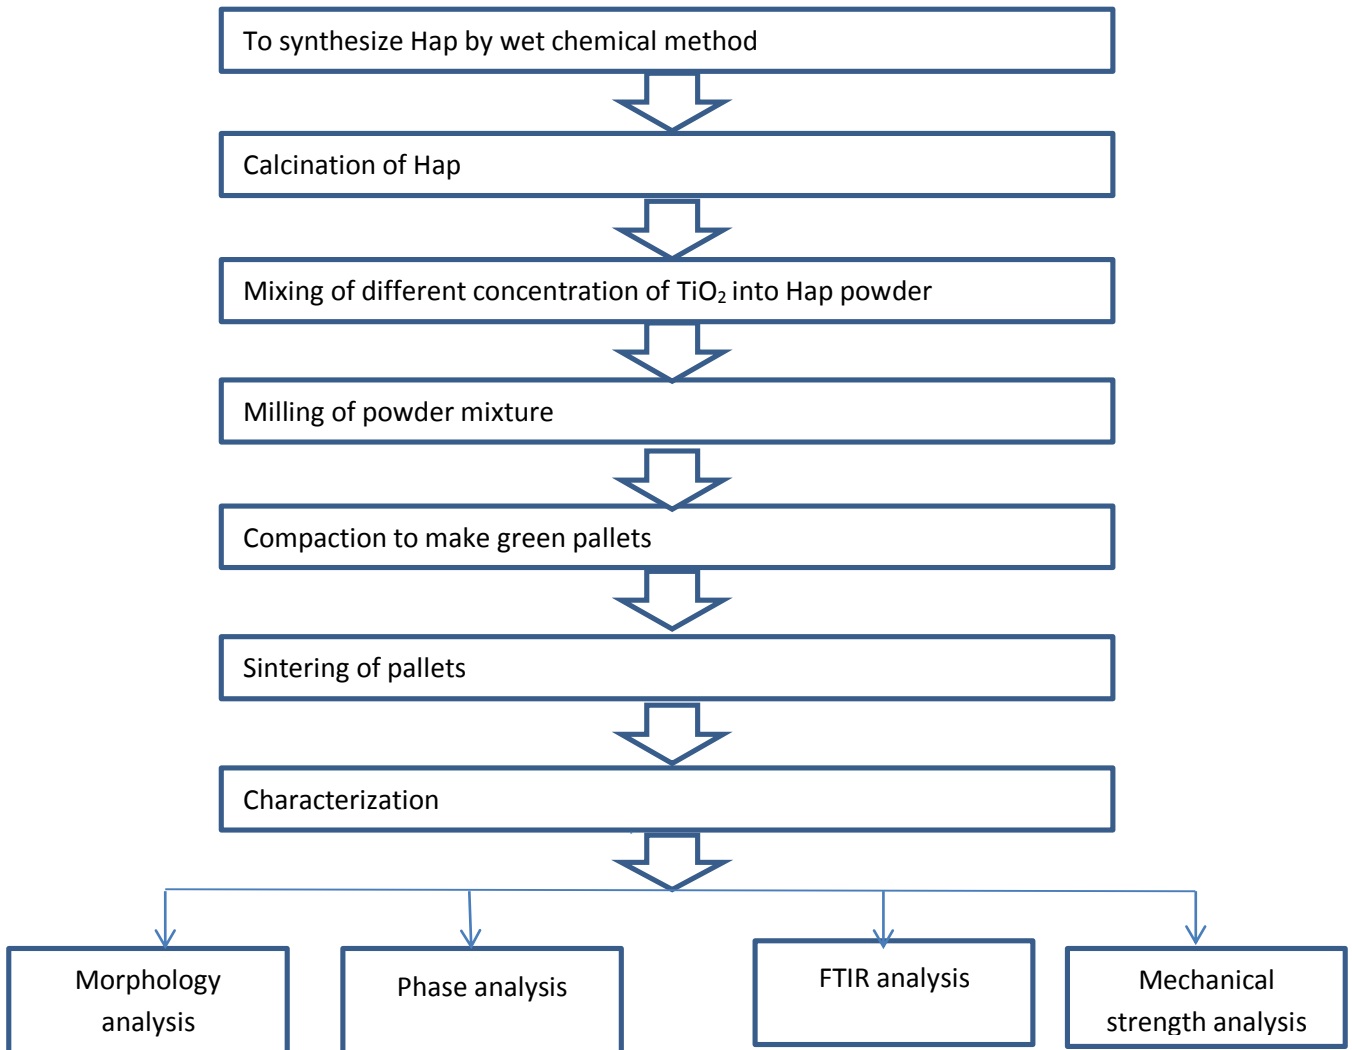 To synthesize Hap by wet chemical method
Calcination of Hap
Mixing of different concentration of TiO₂ into Hap powder
Milling of powder mixture
Compaction to make green pallets
Sintering of pallets
Characterization
Morphology
analysis
Phase analysis
FTIR analysis
Mechanical
strength analysis